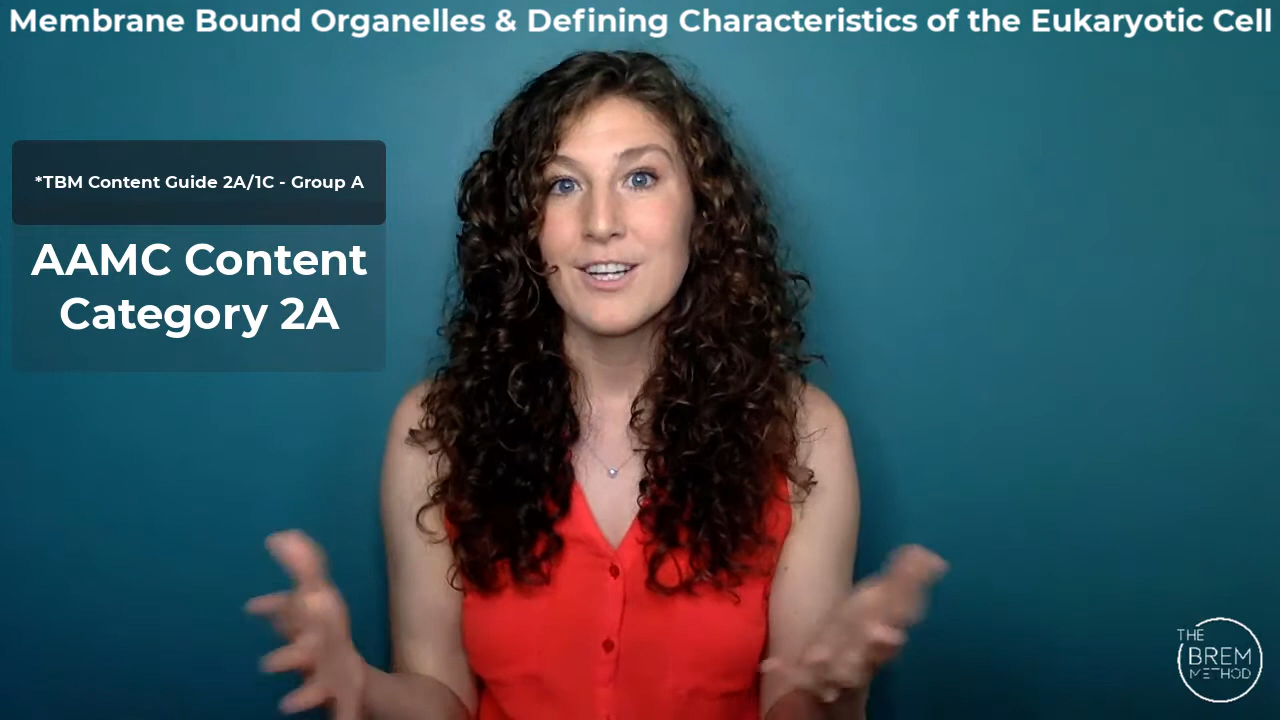 Membrane Bound Organelles & Defining Characteristics of the Eukaryotic Cell
*TBM Content Guide 2A/1C - Group A
AAMC Content
Category 2A
THE
BREM
METHOD